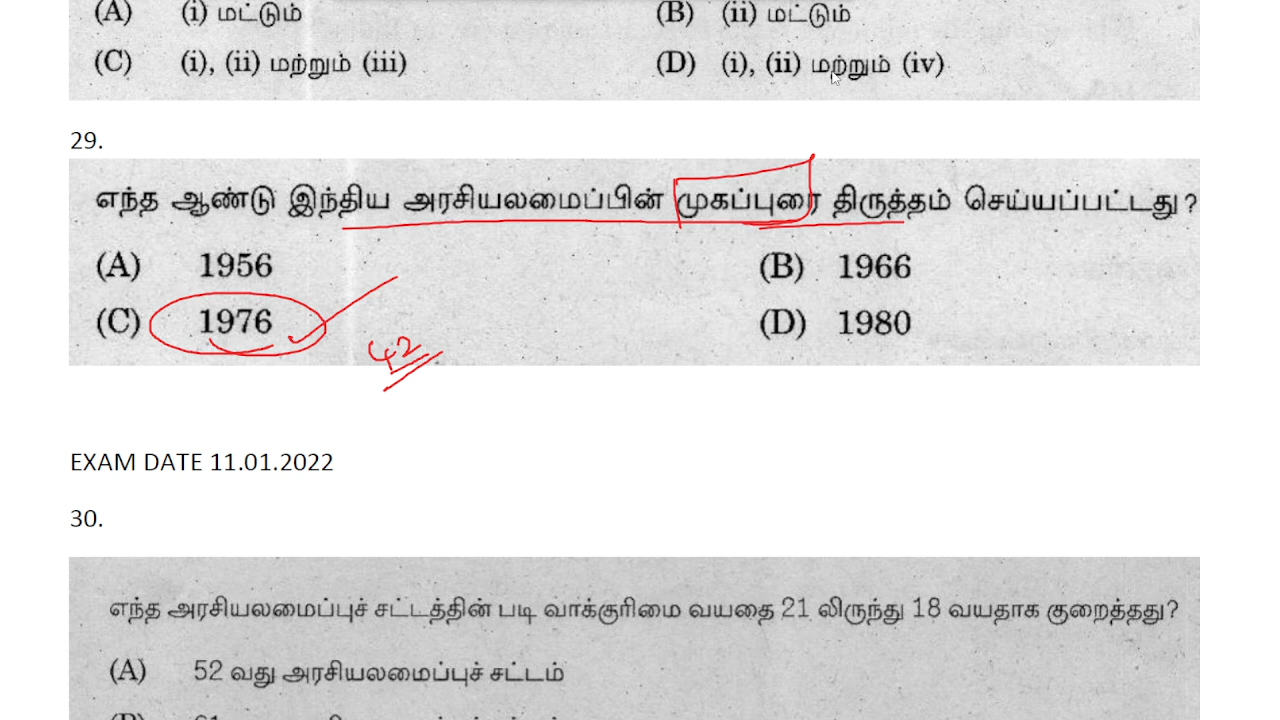 (A) (i) மட்டும் (B) (ii) மட்டும்
(C) (i), (ii) மற்றும் (iii) (D) (i), (ii) மற்றும் (iv)
29.
எந்த ஆண்டு இந்திய அரசியலமைப்பின் முகப்புரை திருத்தம் செய்யப்பட்டது?
(A) 1956 (B) 1966
(C) 1976 (D) 1980
42
EXAM DATE 11.01.2022
30.
எந்த அரசியலமைப்புச் சட்டத்தின் படி வாக்குரிமை வயதை 21 லிருந்து 18 வயதாக குறைத்தது?
(A) 52 வது அரசியலமைப்புச் சட்டம்